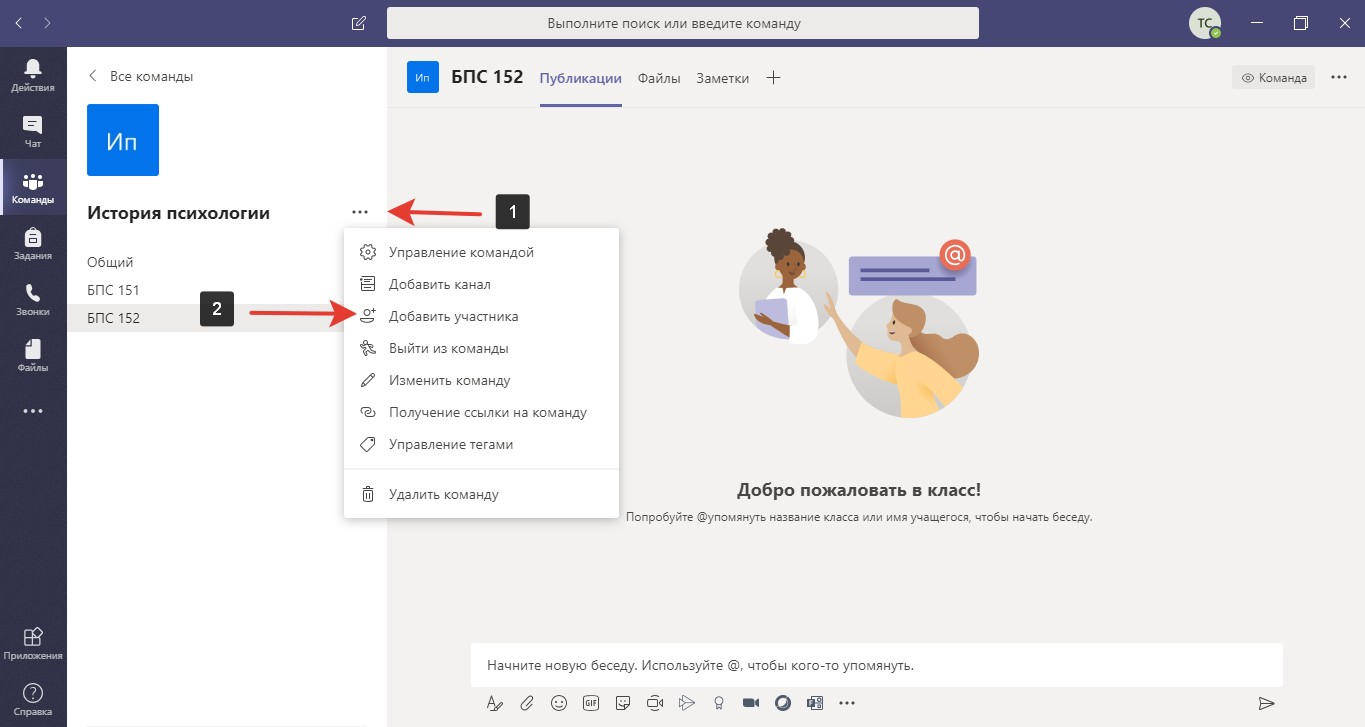 Выполните поиск или введите команду
ТС
Действия
Чат
Команды
Задания
Звонки
Файлы
Приложения
Справка
Все команды
Ип
История психологии
Общий
БПС 151
БПС 152
1
2
Управление командой
Добавить канал
Добавить участника
Выйти из команды
Изменить команду
Получение ссылки на команду
Управление тегами
Удалить команду
Ип БПС 152 Публикации Файлы Заметки
Команда
@
Добро пожаловать в класс!
Попробуйте @упомянуть название класса или имя учащегося, чтобы начать беседу.
Начните новую беседу. Используйте @, чтобы кого-то упомянуть.
GIF